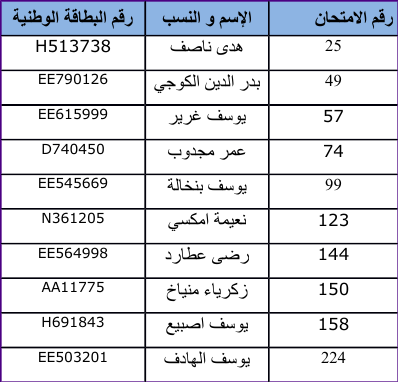 رقم الامتحان الإسم و النسب رقم البطاقة الوطنية
25 هدى ناصف H513738
49 بدر الدين الكوجي EE790126
57 يوسف غرير EE615999
74 عمر مجدوب D740450
99 يوسف بنخالة EE545669
123 نعيمة امكسي N361205
144 رضى عطارد EE564998
150 زكرياء منياخ AA11775
158 يوسف اصبيع H691843
224 يوسف الهادف EE503201